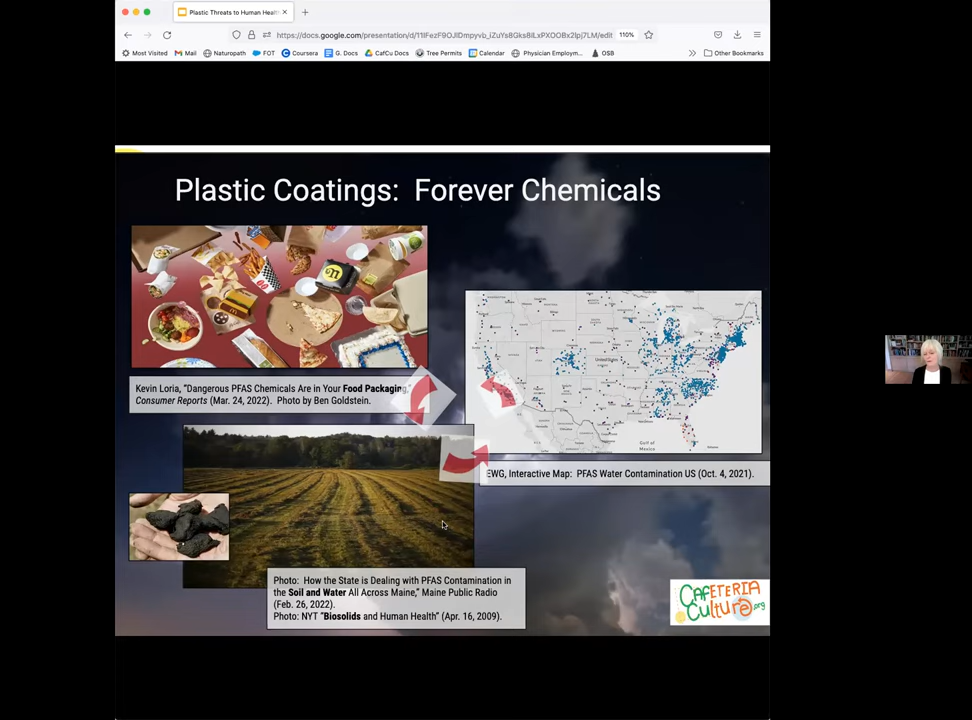 Plastic Threats to Human Healt
https://docs.google.com/presentation/d/
110%
Most Visited Mail Naturopath FOT Coursera G. Docs CafCu Docs Tree Permits Calendar Physician Employm... OSB Other Bookmarks
Plastic Coatings: Forever Chemicals
Kevin Loria, "Dangerous PFAS Chemicals Are in Your Food Packaging,"
Consumer Reports (Mar. 24, 2022). Photo by Ben Goldstein.
United States
Gulf of
Mexico
EWG, Interactive Map: PFAS Water Contamination US (Oct. 4, 2021).
Photo: How the State is Dealing with PFAS Contamination in
the Soil and Water All Across Maine," Maine Public Radio
(Feb. 26, 2022).
Photo: NYT "Biosolids and Human Health" (Apr. 16, 2009).
CAFETERIA
CULTURE.org